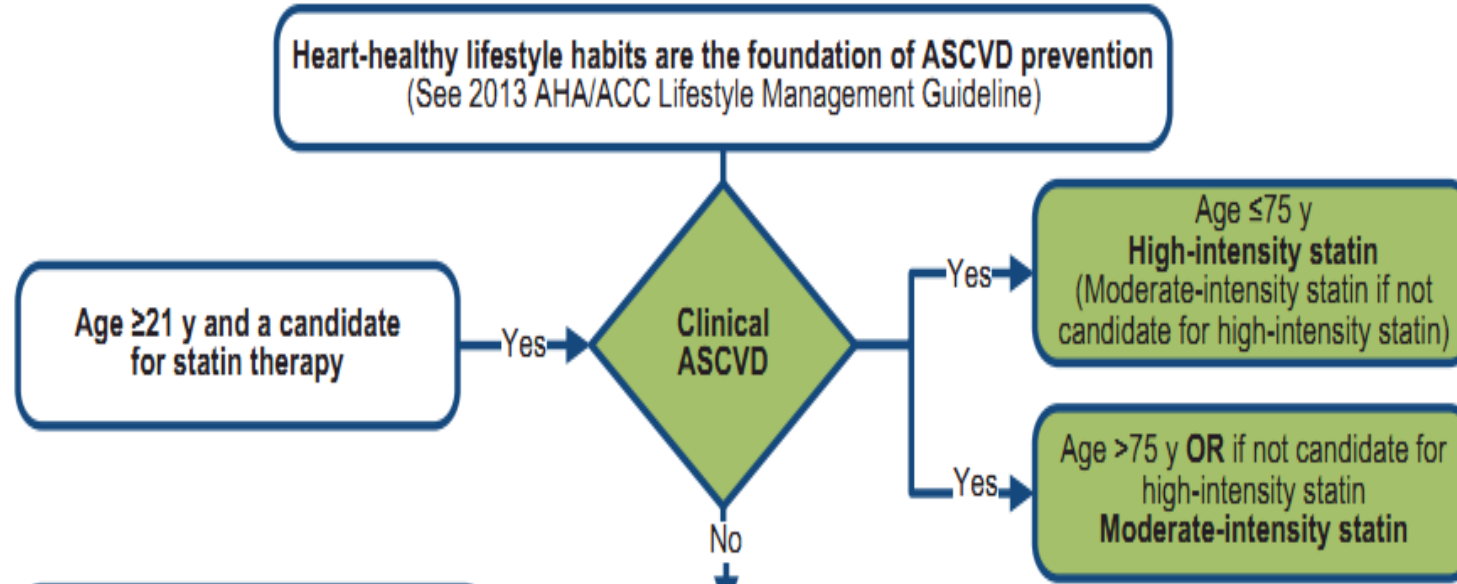 Heart-healthy lifestyle habits are the foundation of ASCVD prevention
(See 2013 AHA/ACC Lifestyle Management Guideline)
Age ≥21 y and a candidate
for statin therapy
Yes
Clinical
ASCVD
Yes
Age ≤75 y
High-intensity statin
(Moderate-intensity statin if not
candidate for high-intensity statin)
Yes
Age >75 y OR if not candidate for
high-intensity statin
Moderate-intensity statin
No